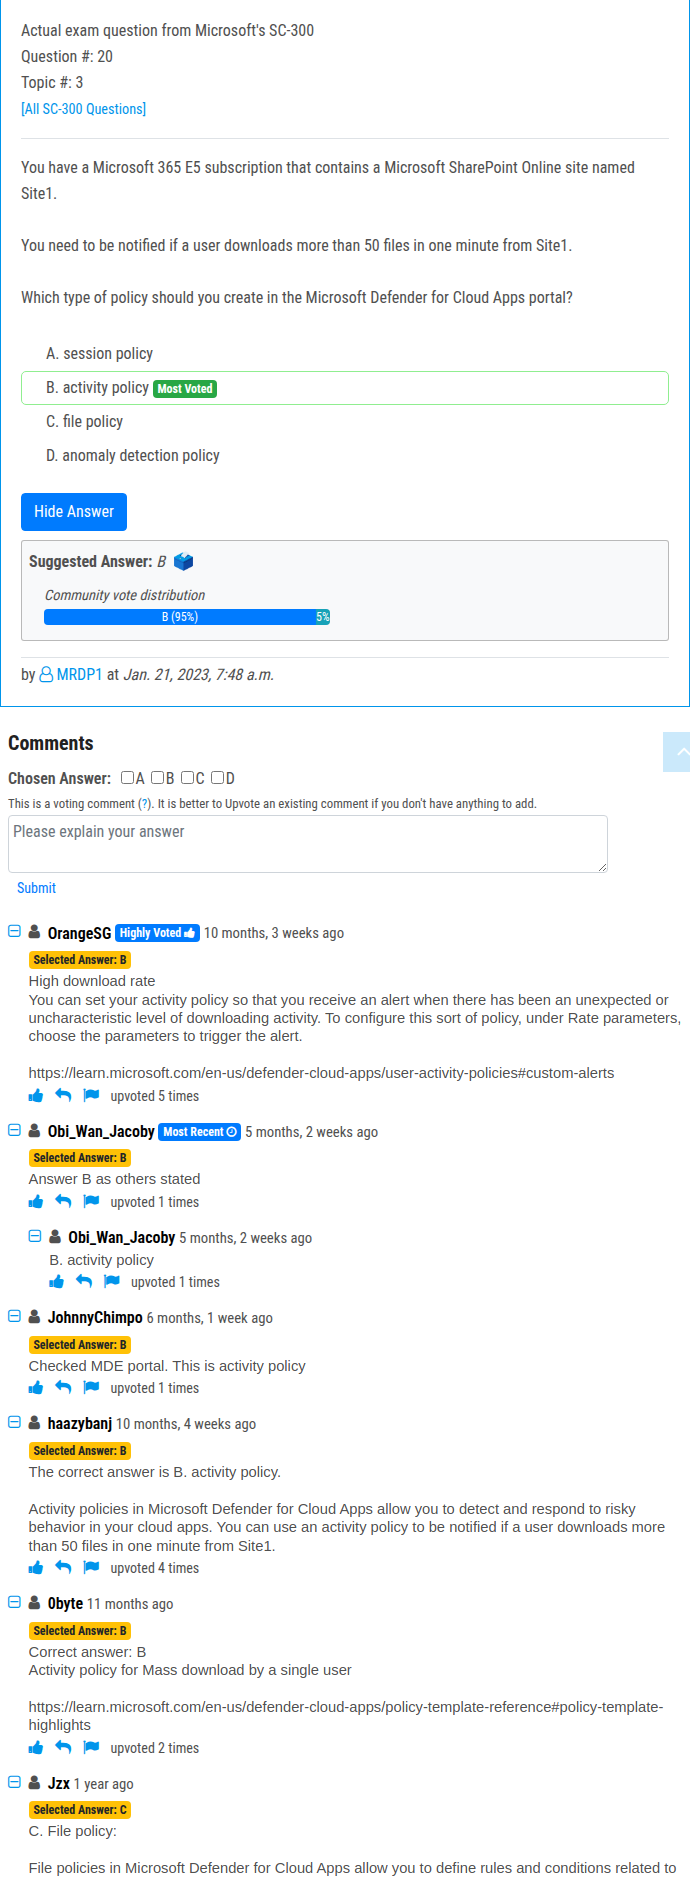 Actual exam question from Microsoft's SC-300
Question #: 20
Topic #: 3
[All SC-300 Questions]
You have a Microsoft 365 E5 subscription that contains a Microsoft SharePoint Online site named
Site1.
You need to be notified if a user downloads more than 50 files in one minute from Site1.
Which type of policy should you create in the Microsoft Defender for Cloud Apps portal?
A. session policy
B. activity policy Most Voted
C. file policy
D. anomaly detection policy
Hide Answer
Suggested Answer: B
Community vote distribution
B (95%) 5%
by MRDP1 at Jan. 21, 2023, 7:48 a.m.
Comments
Chosen Answer: A B C D
This is a voting comment (?). It is better to Upvote an existing comment if you don't have anything to add.
Please explain your answer
Submit
OrangeSG Highly Voted 10 months, 3 weeks ago
Selected Answer: B
High download rate
You can set your activity policy so that you receive an alert when there has been an unexpected or
uncharacteristic level of downloading activity. To configure this sort of policy, under Rate parameters,
choose the parameters to trigger the alert.
https://learn.microsoft.com/en-us/defender-cloud-apps/user-activity-policies#custom-alerts
upvoted 5 times
Obi_Wan_Jacoby Most Recent 5 months, 2 weeks ago
Selected Answer: B
Answer B as others stated
upvoted 1 times
Obi_Wan_Jacoby 5 months, 2 weeks ago
B. activity policy
upvoted 1 times
JohnnyChimpo 6 months, 1 week ago
Selected Answer: B
Checked MDE portal. This is activity policy
upvoted 1 times
haazybanj 10 months, 4 weeks ago
Selected Answer: B
The correct answer is B. activity policy.
Activity policies in Microsoft Defender for Cloud Apps allow you to detect and respond to risky
behavior in your cloud apps. You can use an activity policy to be notified if a user downloads more
than 50 files in one minute from Site1.
upvoted 4 times
0byte 11 months ago
Selected Answer: B
Correct answer: B
Activity policy for Mass download by a single user
https://learn.microsoft.com/en-us/defender-cloud-apps/policy-template-reference#policy-template-
highlights
upvoted 2 times
Jzx 1 year ago
Selected Answer: C
C. File policy:
File policies in Microsoft Defender for Cloud Apps allow you to define rules and conditions related to